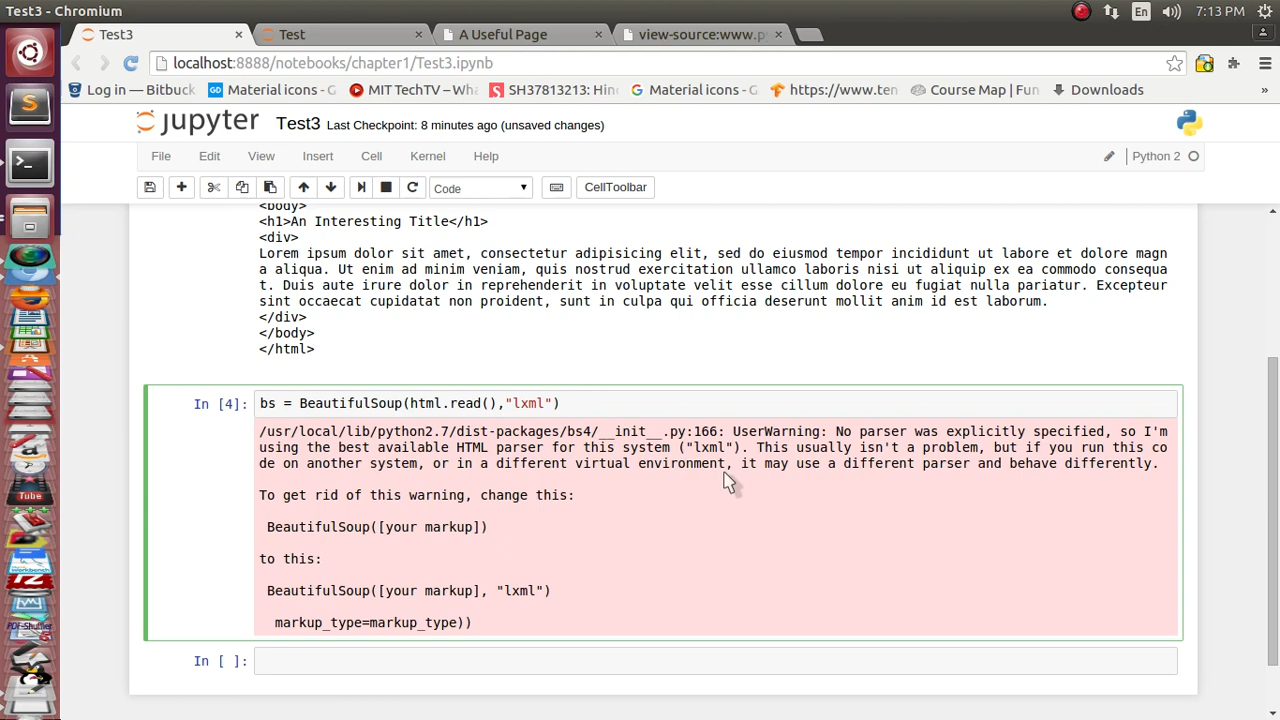 Test3 - Chromium
En
7:13 PM
Test3
Test
A Useful Page
view-source:www.p
localhost:8888/notebooks/chapter1/Test3.ipynb
Log in — Bitbuck
Material icons - G
MIT TechTV – Wha
SH37813213: Hin
Material icons - G
https://www.ten
Course Map | Fun
Downloads
»
jupyter
Test3
Last Checkpoint: 8 minutes ago (unsaved changes)
File
Edit
View
Insert
Cell
Kernel
Help
Python 2
Code
CellToolbar
<body>
<h1>An Interesting Title</h1>
<div>
Lorem ipsum dolor sit amet, consectetur adipisicing elit, sed do eiusmod tempor incididunt ut labore et dolore magn
a aliqua. Ut enim ad minim veniam, quis nostrud exercitation ullamco laboris nisi ut aliquip ex ea commodo consequa
t. Duis aute irure dolor in reprehenderit in voluptate velit esse cillum dolore eu fugiat nulla pariatur. Excepteur
sint occaecat cupidatat non proident, sunt in culpa qui officia deserunt mollit anim id est laborum.
</div>
</body>
</html>
In [4]:
bs = BeautifulSoup(html.read(),"lxml")
/usr/local/lib/python2.7/dist-packages/bs4/__init__.py:166: UserWarning: No parser was explicitly specified, so I'm
using the best available HTML parser for this system ("lxml"). This usually isn't a problem, but if you run this co
de on another system, or in a different virtual environment, it may use a different parser and behave differently.
To get rid of this warning, change this:
BeautifulSoup([your markup])
to this:
BeautifulSoup([your markup], "lxml")
markup_type=markup_type))
In [ ]: